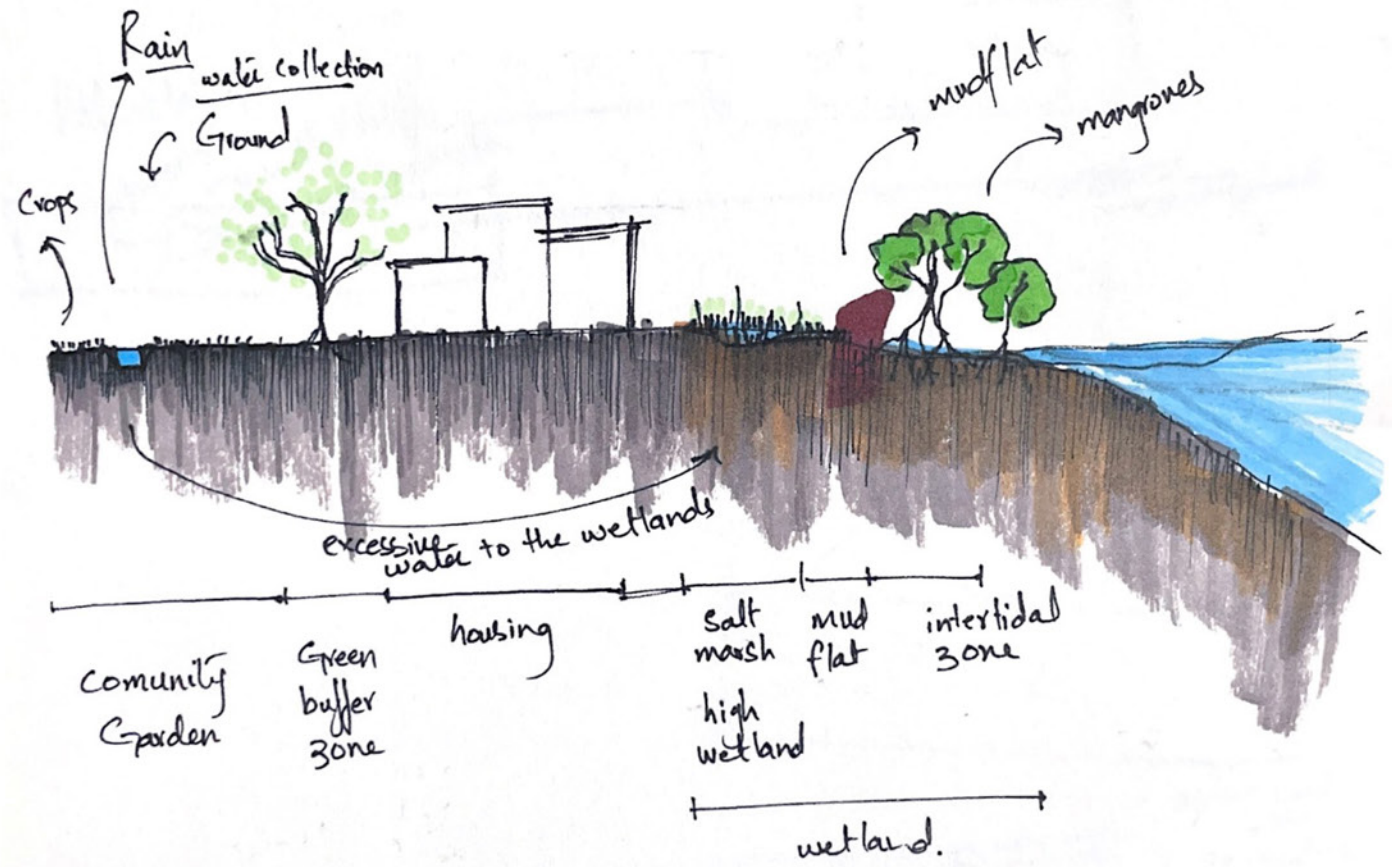 Rain
water collection
Ground
Crops
mudflat
mangroves
excessive
water to the wetlands
Comunity
Garden
Green
buffer
zone
housing
salt
marsh
high
wetland
mud
flat
intertidal
zone
wetland.